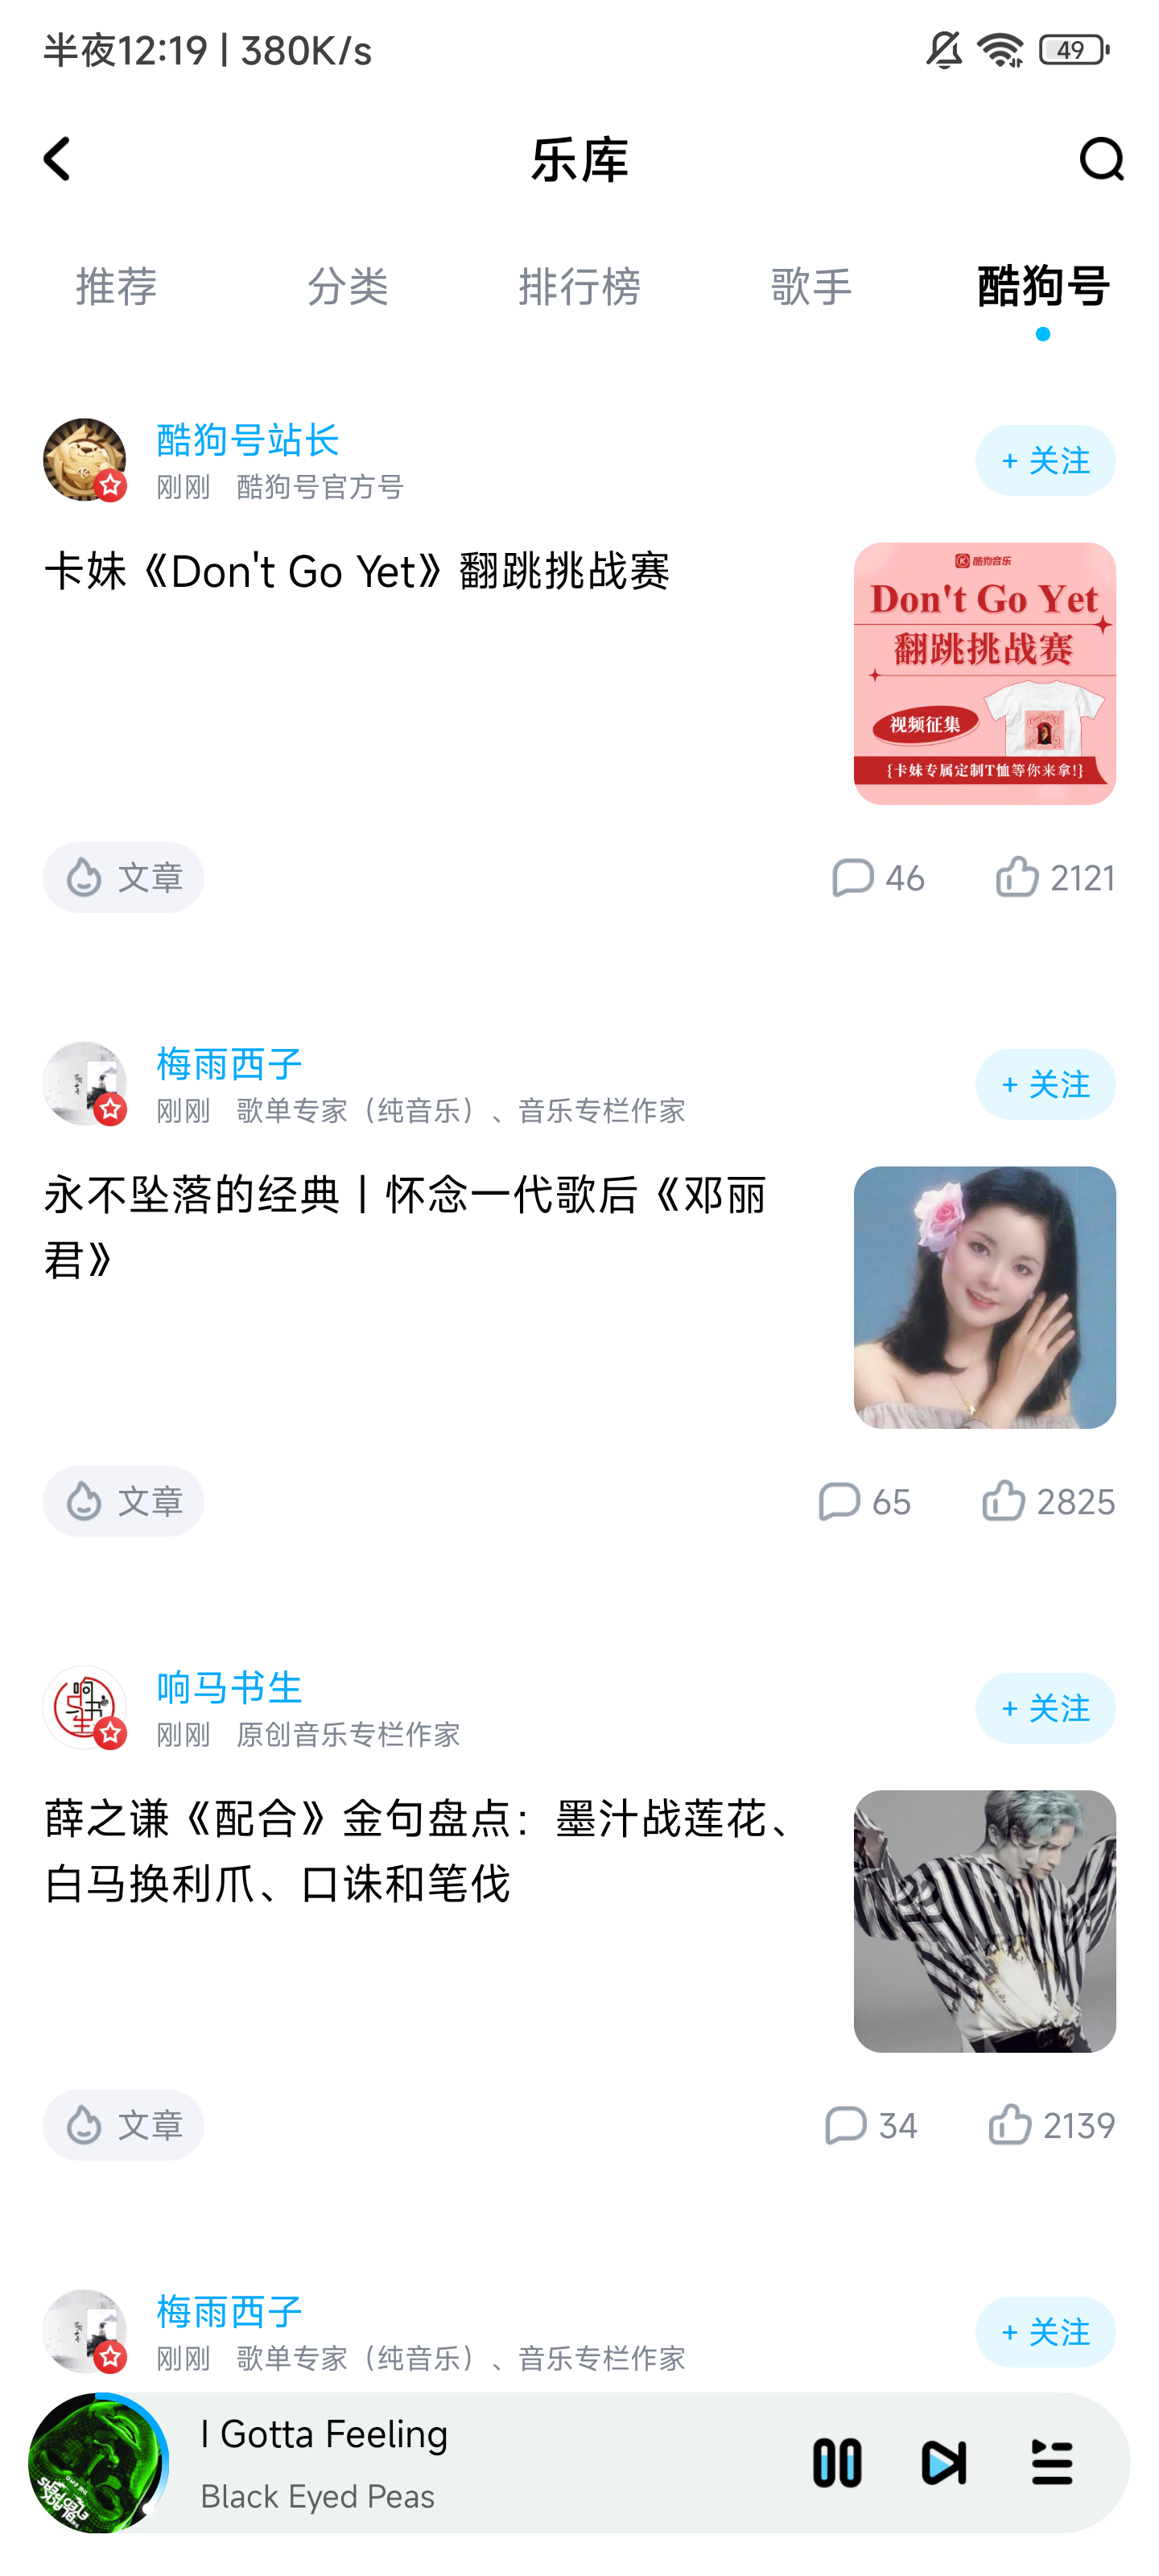 半夜12:19 | 380K/s
49
乐库
推荐
分类
排行榜
歌手
酷狗号
酷狗号站长
刚刚 酷狗号官方号
+ 关注
卡妹《Don't Go Yet》翻跳挑战赛
酷狗音乐
Don't Go Yet
翻跳挑战赛
视频征集
{卡妹专属定制T恤等你来拿!}
文章
46
2121
梅雨西子
刚刚 歌单专家（纯音乐）、音乐专栏作家
+ 关注
永不坠落的经典丨怀念一代歌后《邓丽
君》
文章
65
2825
响马书生
刚刚 原创音乐专栏作家
+ 关注
薛之谦《配合》金句盘点：墨汁战莲花、
白马换利爪、口诛和笔伐
文章
34
2139
梅雨西子
刚刚 歌单专家（纯音乐）、音乐专栏作家
+ 关注
I Gotta Feeling
Black Eyed Peas